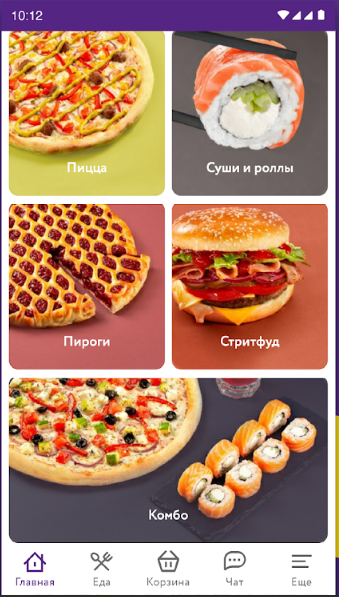 10:12
Пицца
Суши и роллы
Пироги
Стритфуд
Комбо
Главная
Еда
Корзина
Чат
Еще